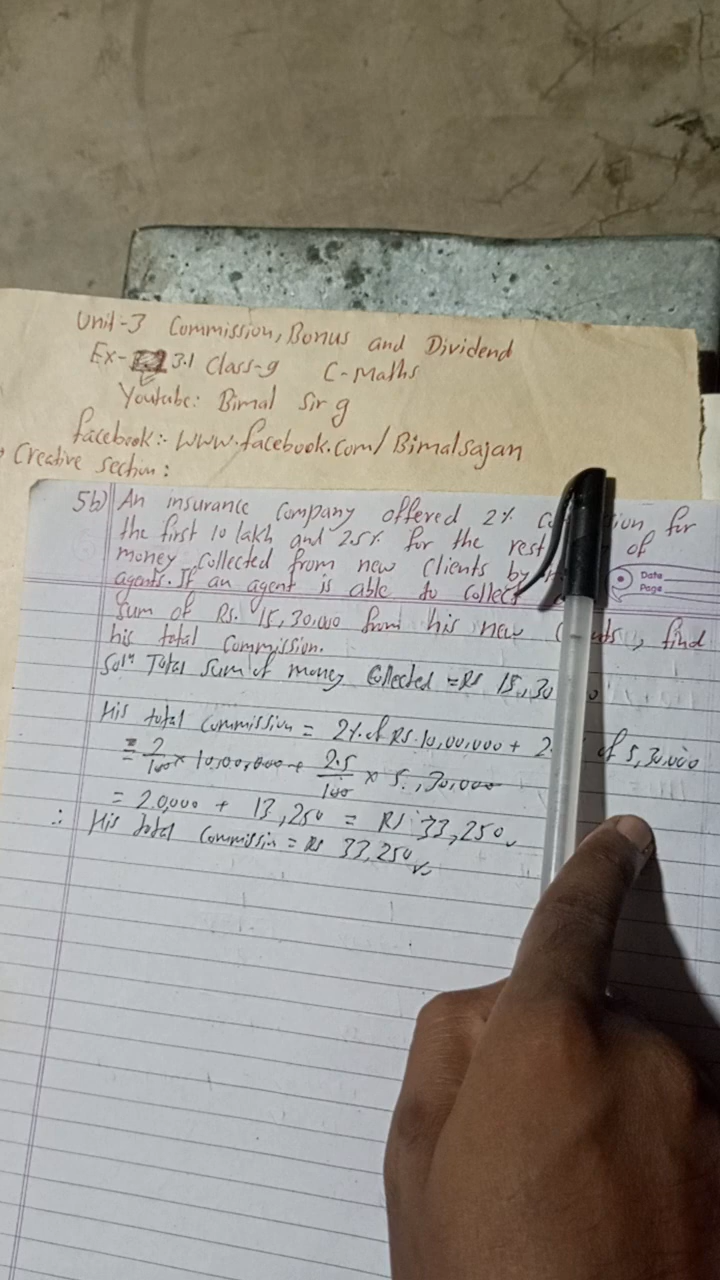 Unit-3 Commission, Bonus and Dividend
Ex- 3.1 Class-9 C-Maths
Youtube: Bimal Sir g
facebook:- www.facebook.com/Bimalsajan
Creative section:
5b) An insurance Company offered 2% for
the first 10 lakh and 2.5% for the rest of
money collected from new clients by
agents. If an agent is able to collect
Sum of Rs. 15,30,000 from his new, find
his total Commission.
Date
Page
Solⁿ Total Sum of money Collected = Rs 15,30
His total commission = 2% of RS. 10,00,000 + 2. of 5,30,000
= 2/100 × 10,00,000 + 2.5/100 × 5,30,000
= 20,000 + 13,250 = RS 33,250
∴ His total Commission = RS 33,250